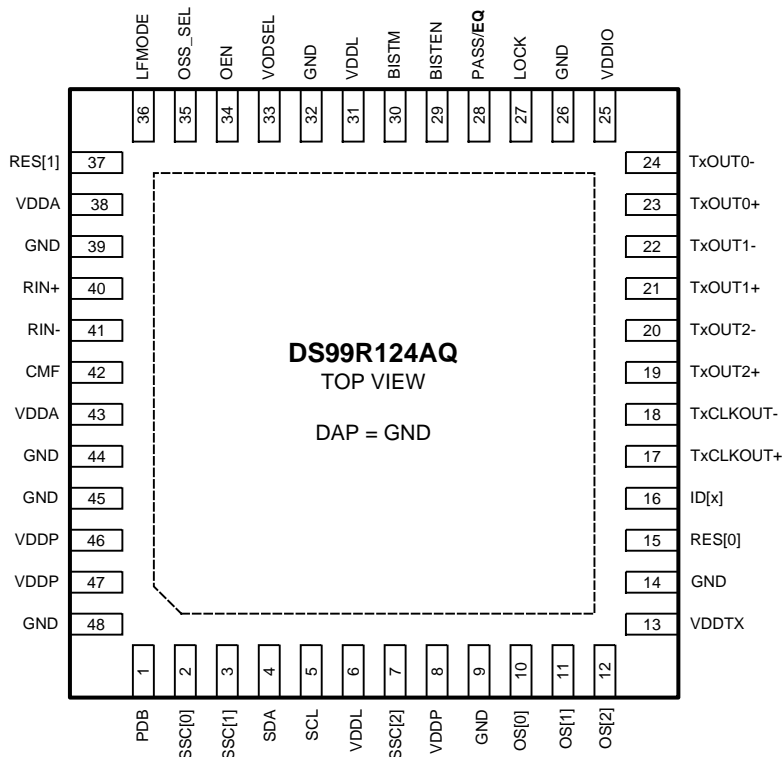 LFMODE
OSS_SEL
OEN
VODSEL
GND
VDDL
BISTM
BISTEN
PASS/EQ
LOCK
GND
VDDIO
36
35
34
33
32
31
30
29
28
27
26
25
RES[1] 37
VDDA 38
GND 39
RIN+ 40
RIN- 41
CMF 42
VDDA 43
GND 44
GND 45
VDDP 46
VDDP 47
GND 48
DS99R124AQ
TOP VIEW
DAP = GND
24 TxOUT0-
23 TxOUT0+
22 TxOUT1-
21 TxOUT1+
20 TxOUT2-
19 TxOUT2+
18 TxCLKOUT-
17 TxCLKOUT+
16 ID[x]
15 RES[0]
14 GND
13 VDDTX
1
2
3
4
5
6
7
8
9
10
11
12
PDB
SSC[0]
SSC[1]
SDA
SCL
VDDL
SSC[2]
VDDP
GND
OS[0]
OS[1]
OS[2]